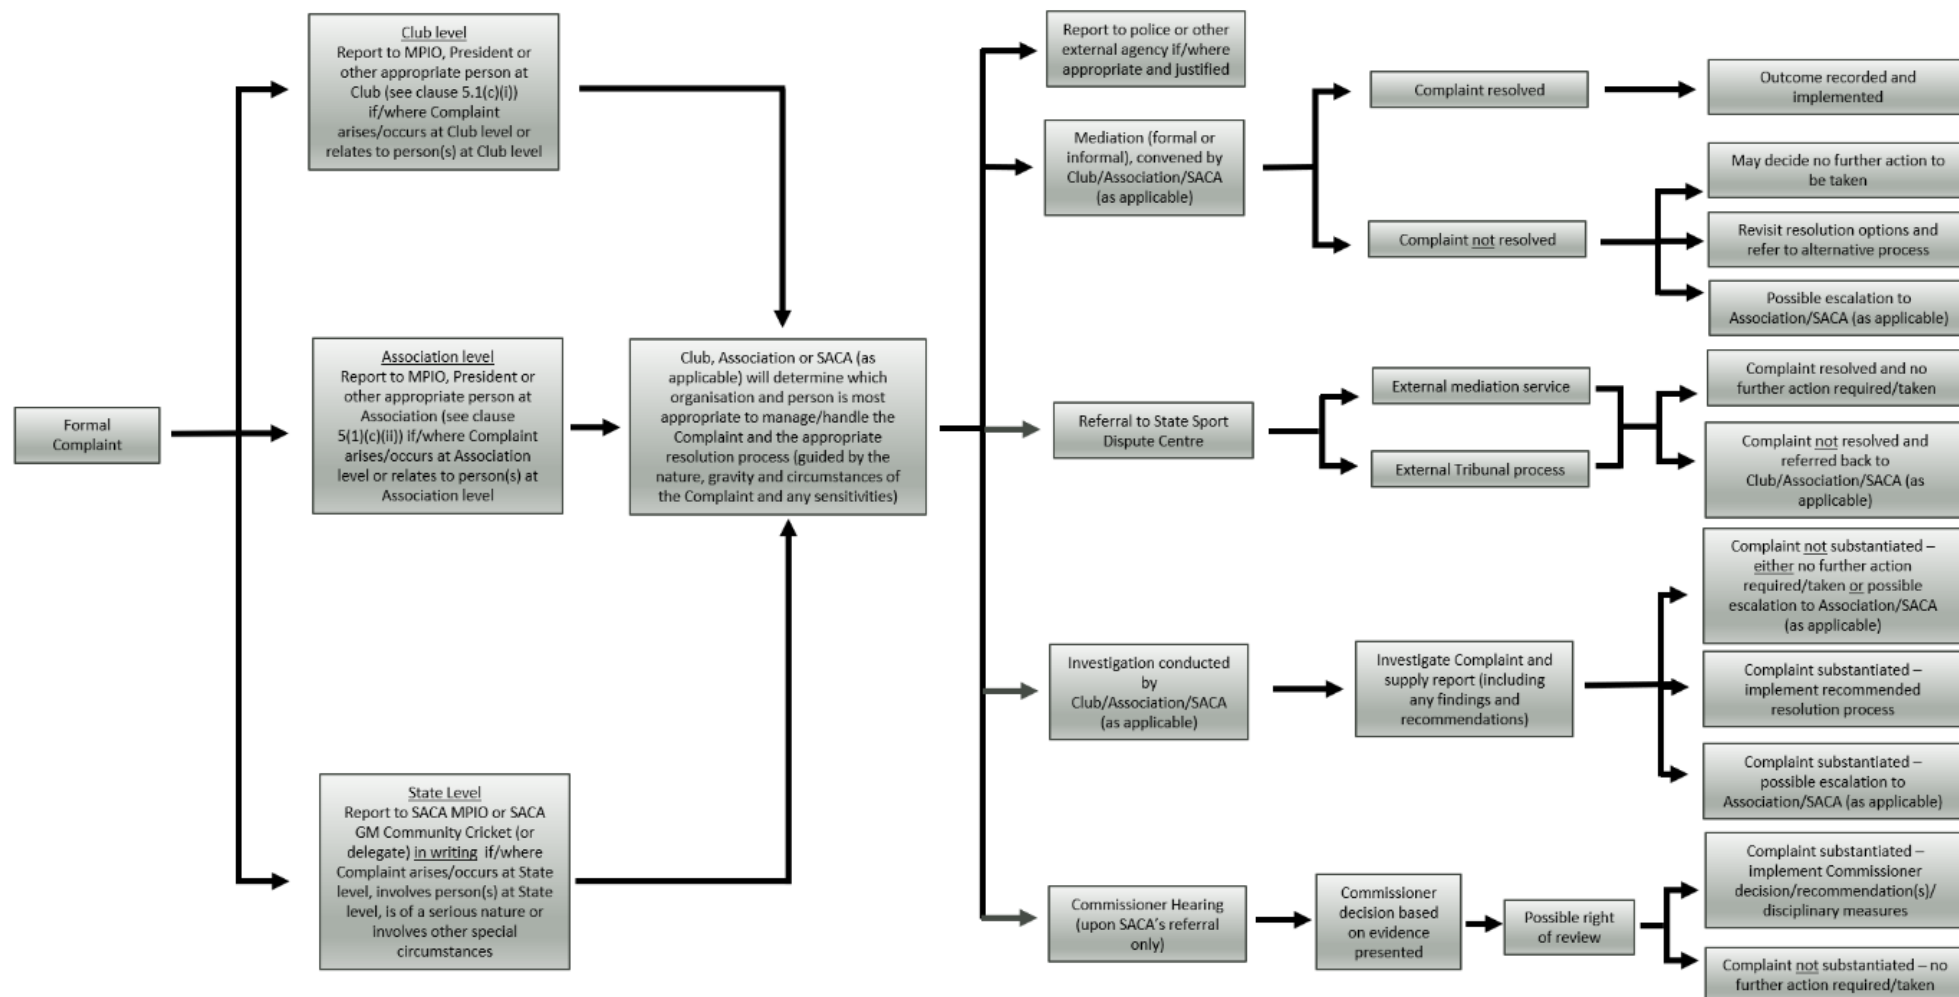 Formal
Complaint
Club level
Report to MPIO, President or
other appropriate person at
Club (see clause 5.1(c)(i))
if/where Complaint
arises/occurs at Club level or
relates to person(s) at Club level
Association level
Report to MPIO, President or
other appropriate person at
Association (see clause
5(1)(c)(ii)) if/where Complaint
arises/occurs at Association
level or relates to person(s) at
Association level
State Level
Report to SACA MPIO or SACA
GM Community Cricket (or
delegate) in writing if/where
Complaint arises/occurs at State
level, involves person(s) at State
level, is of a serious nature or
involves other special
circumstances
Club, Association or SACA (as
applicable) will determine which
organisation and person is most
appropriate to manage/handle the
Complaint and the appropriate
resolution process (guided by the
nature, gravity and circumstances of
the Complaint and any sensitivities)
Report to police or other
external agency if/where
appropriate and justified
Mediation (formal or
informal), convened by
Club/Association/SACA
(as applicable)
Complaint resolved
Outcome recorded and
implemented
Complaint not resolved
May decide no further action to
be taken
Revisit resolution options and
refer to alternative process
Possible escalation to
Association/SACA (as applicable)
Referral to State Sport
Dispute Centre
External mediation service
External Tribunal process
Complaint resolved and no
further action required/taken
Complaint not resolved and
referred back to
Club/Association/SACA (as
applicable)
Investigation conducted
by
Club/Association/SACA
(as applicable)
Investigate Complaint and
supply report (including
any findings and
recommendations)
Complaint not substantiated –
either no further action
required/taken or possible
escalation to Association/SACA
(as applicable)
Complaint substantiated –
implement recommended
resolution process
Complaint substantiated –
possible escalation to
Association/SACA (as applicable)
Commissioner Hearing
(upon SACA's referral
only)
Commissioner
decision based
on evidence
presented
Possible right
of review
Complaint substantiated –
implement Commissioner
decision/recommendation(s)/
disciplinary measures
Complaint not substantiated – no
further action required/taken